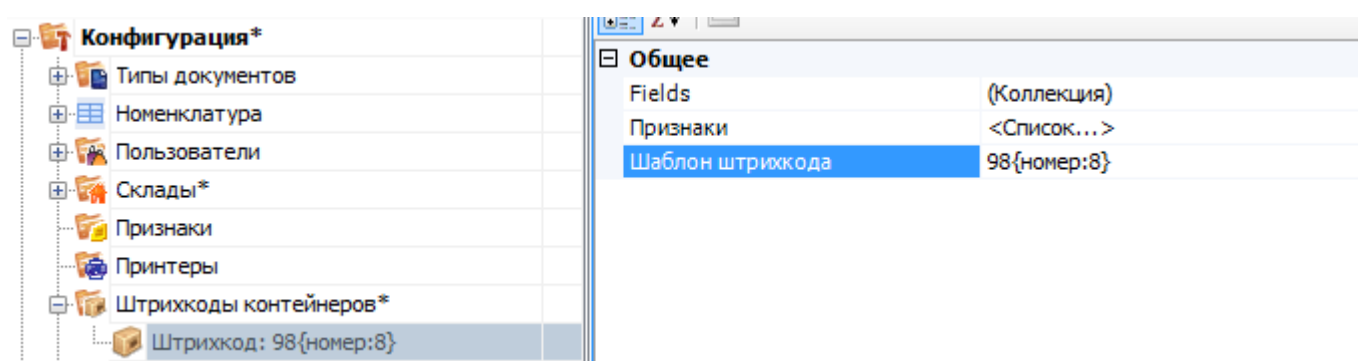 Конфигурация*
Типы документов
Номенклатура
Пользователи
Склады*
Признаки
Принтеры
Штрихкоды контейнеров*
Штрихкод: 98{номер:8}
Общее
Fields (Коллекция)
Признаки <Список...>
Шаблон штрихкода 98{номер:8}